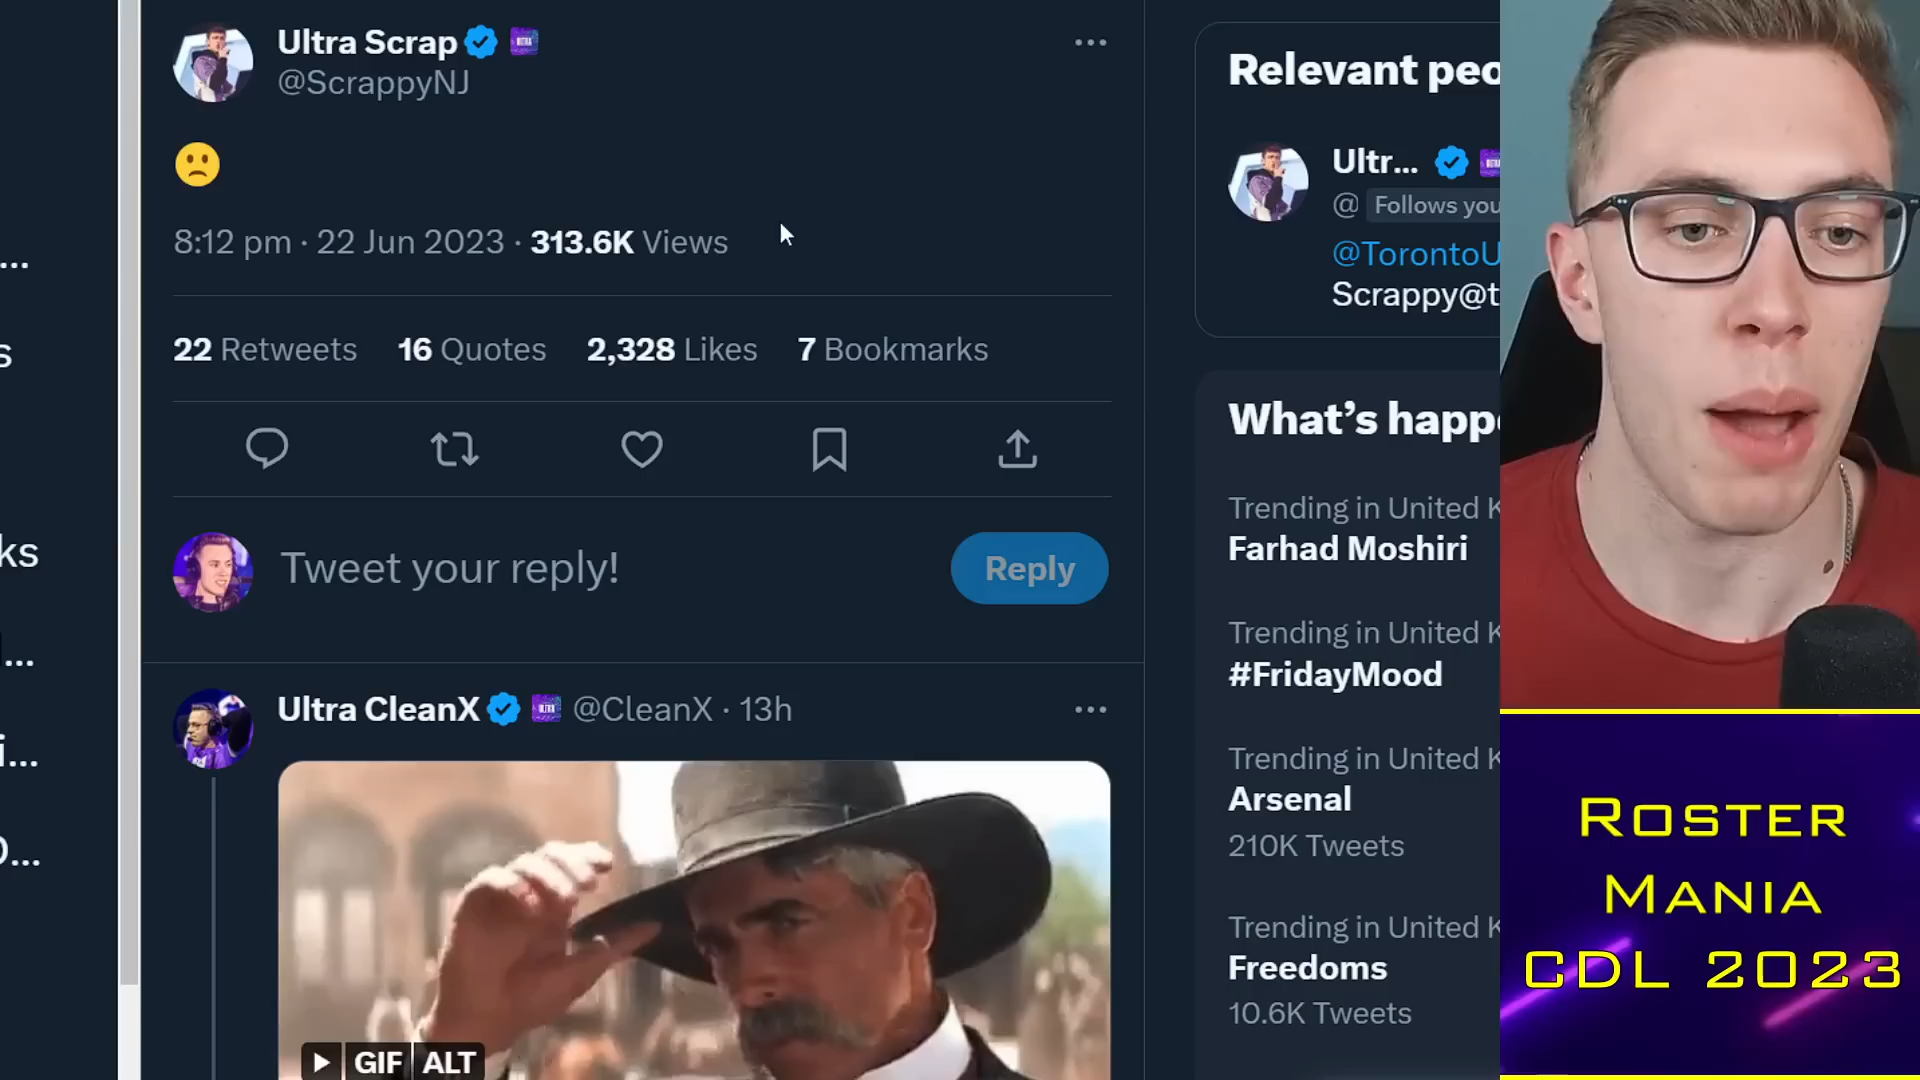 Ultra Scrap
@ScrappyNJ
8:12 pm · 22 Jun 2023 · 313.6K Views
22 Retweets 16 Quotes 2,328 Likes 7 Bookmarks
Tweet your reply!
Reply
Ultra CleanX @CleanX · 13h
GIF ALT
...
s
ks
...
i...
...
Relevant peo
Ultr...
@ Follows you
@TorontoU
Scrappy@t
What's happe
Trending in United K
Farhad Moshiri
Trending in United K
#FridayMood
Trending in United K
Arsenal
210K Tweets
Trending in United K
Freedoms
10.6K Tweets
ROSTER
MANIA
CDL 2023